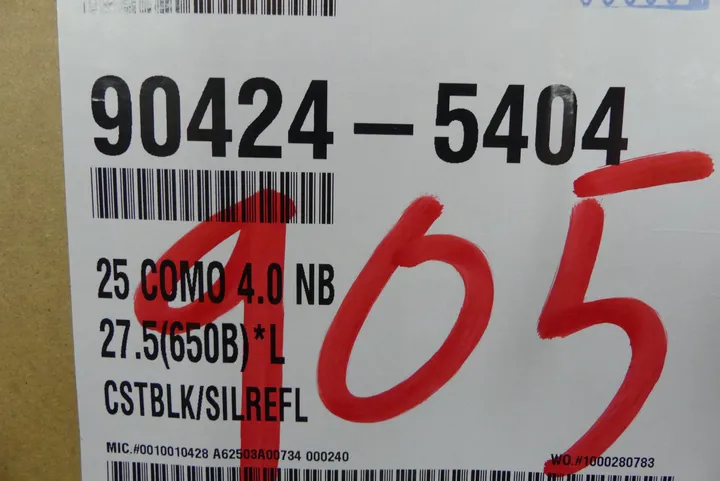 90424-5404
25 COMO 4.0 NB
27.5(650B)*L
CSTBLK/SILREFL
905
MIC.#0010010428 A62503A00734 000240
WO.#1000280783